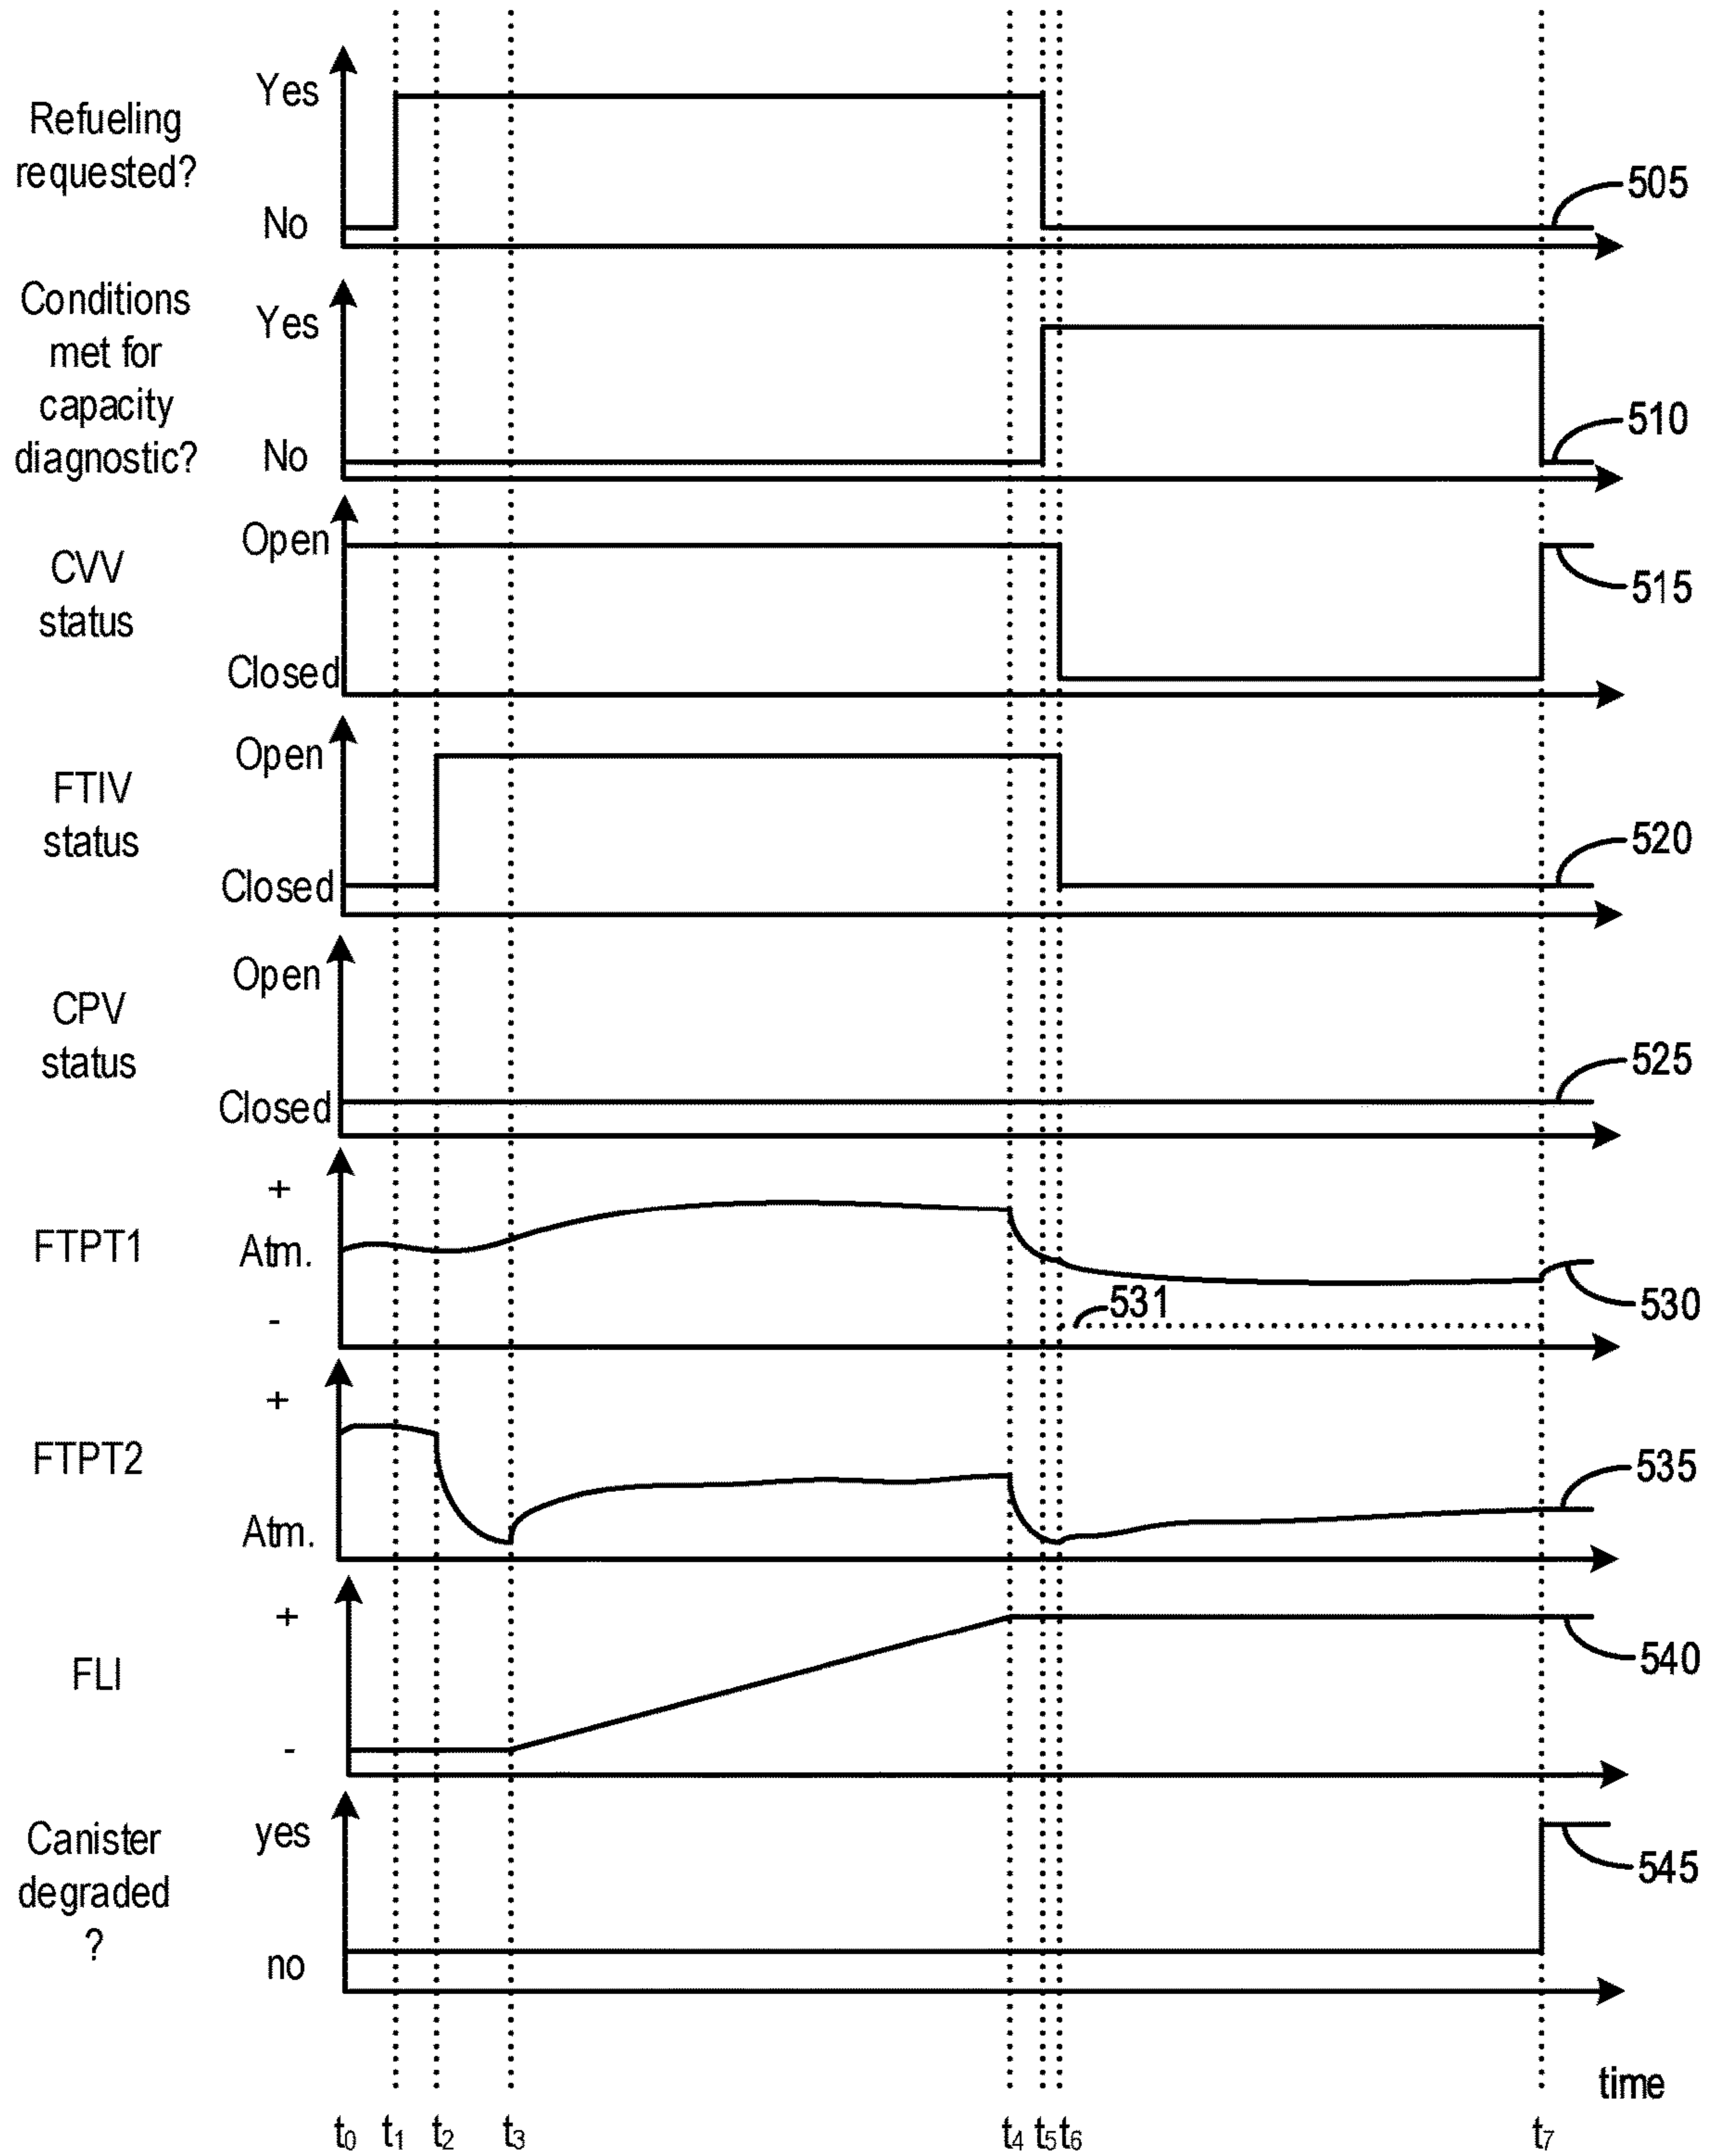 Refueling
requested?
Yes
No
505
Conditions
met for
capacity
diagnostic?
Yes
No
510
CVV
status
Open
Closed
515
FTIV
status
Open
Closed
520
CPV
status
Open
Closed
525
FTPT1
+
Atm.
-
531
530
FTPT2
+
Atm.
535
FLI
+
-
540
Canister
degraded
?
yes
no
545
time
t0 t1 t2 t3 t4 t5 t6 t7